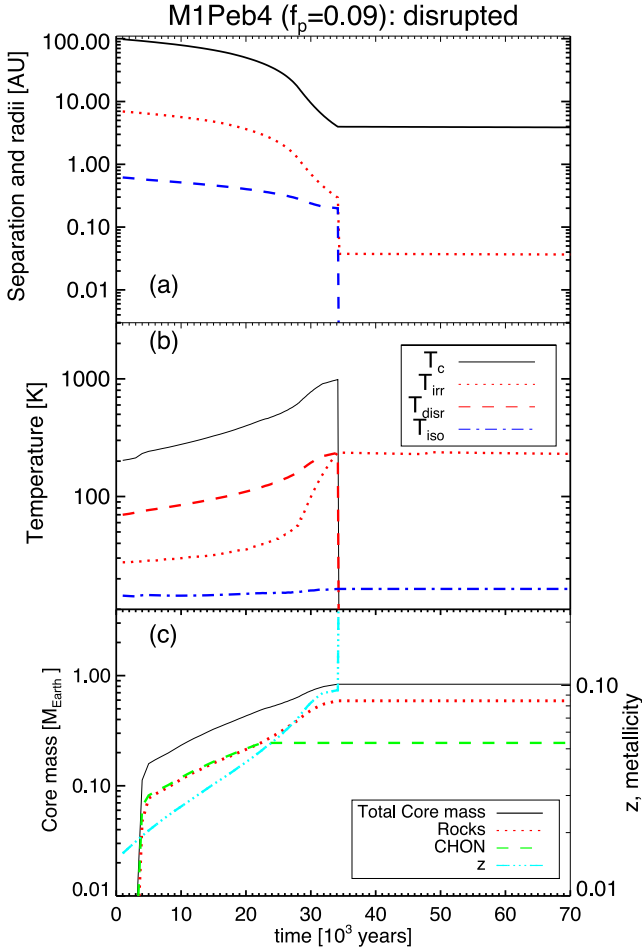 M1Peb4 (f_p=0.09): disrupted
Separation and radii [AU]
100.00
10.00
1.00
0.10
0.01
(a)
Temperature [K]
1000
100
(b)
T_c
T_irr
T_disr
T_iso
Core mass [M_Earth]
1.00
0.10
0.01
(c)
0.10
0.01
z, metallicity
Total Core mass
Rocks
CHON
z
0 10 20 30 40 50 60 70
time [10^3 years]